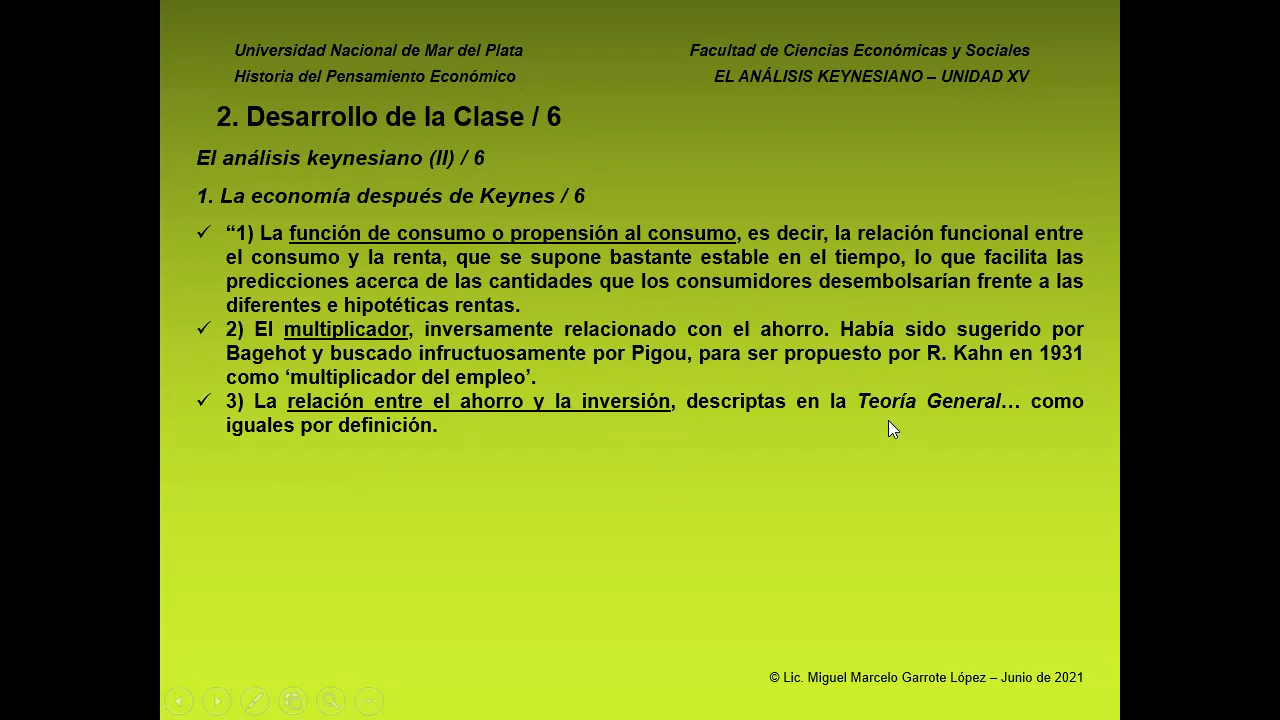 Universidad Nacional de Mar del Plata
Facultad de Ciencias Económicas y Sociales
Historia del Pensamiento Económico
EL ANÁLISIS KEYNESIANO – UNIDAD XV
2. Desarrollo de la Clase / 6
El análisis keynesiano (II) / 6
1. La economía después de Keynes / 6
“1) La función de consumo o propensión al consumo, es decir, la relación funcional entre
el consumo y la renta, que se supone bastante estable en el tiempo, lo que facilita las
predicciones acerca de las cantidades que los consumidores desembolsarían frente a las
diferentes e hipotéticas rentas.
2) El multiplicador, inversamente relacionado con el ahorro. Había sido sugerido por
Bagehot y buscado infructuosamente por Pigou, para ser propuesto por R. Kahn en 1931
como ‘multiplicador del empleo’.
3) La relación entre el ahorro y la inversión, descriptas en la Teoría General… como
iguales por definición.
© Lic. Miguel Marcelo Garrote López – Junio de 2021